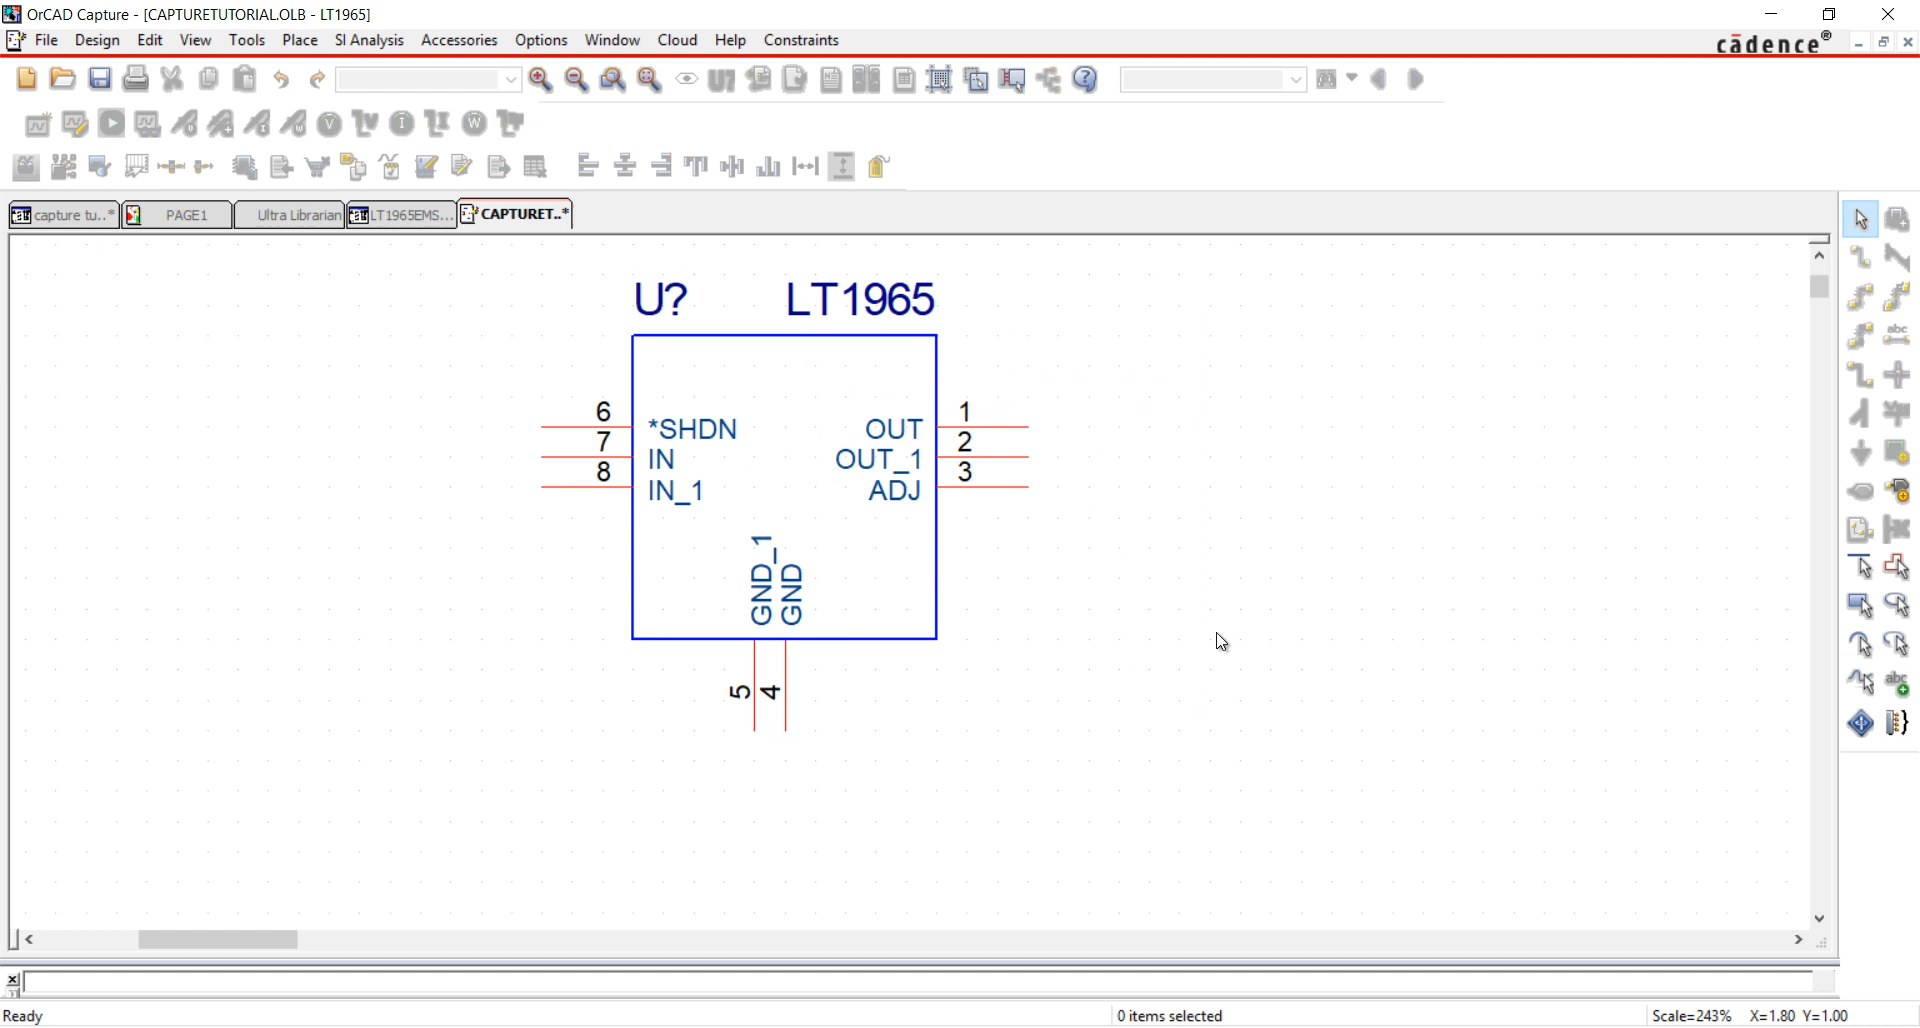 OrCAD Capture - [CAPTURETUTORIAL.OLB - LT1965]
File Design Edit View Tools Place SI Analysis Accessories Options Window Cloud Help Constraints
cādence®
capture tu..* PAGE1 Ultra Librarian LT1965EMS... CAPTURET..*
U? LT1965
6 1
*SHDN OUT
7 2
IN OUT_1
8 3
IN_1 ADJ
GND_1
GND
5
4
Ready 0 items selected Scale=243% X=1.80 Y=1.00